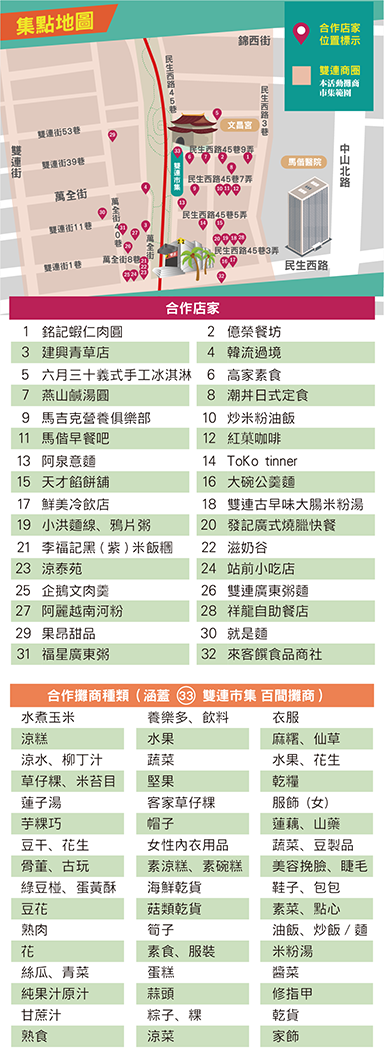 集點地圖
合作店家
位置標示
雙連商圈
本活動攤商
市集範圍
錦西街
民生西路45巷
民生西路3巷
文昌宮
雙連街53巷
雙連街39巷
雙連街
萬全街
雙連市集
民生西路45巷9弄
民生西路45巷7弄
馬偕醫院
中山北路
民生西路45巷5弄
萬全街40巷
雙連街11巷
萬全街
民生西路45巷3弄
雙連街1巷
萬全街8巷
民生西路
合作店家
1 銘記蝦仁肉圓
2 億榮餐坊
3 建興青草店
4 韓流過境
5 六月三十義式手工冰淇淋
6 高家素食
7 燕山鹹湯圓
8 潮丼日式定食
9 馬吉克營養俱樂部
10 炒米粉油飯
11 馬偕早餐吧
12 紅菓咖啡
13 阿泉意麵
14 ToKo tinner
15 天才餡餅舖
16 大碗公羹麵
17 鮮美冷飲店
18 雙連古早味大腸米粉湯
19 小洪麵線、鴉片粥
20 發記廣式燒臘快餐
21 李福記黑(紫)米飯糰
22 滋奶谷
23 涼泰苑
24 站前小吃店
25 企鵝文肉羹
26 雙連廣東粥麵
27 阿麗越南河粉
28 祥龍自助餐店
29 果昂甜品
30 就是麵
31 福星廣東粥
32 來客饌食品商社
合作攤商種類（涵蓋 33 雙連市集 百間攤商）
水煮玉米 養樂多、飲料 衣服
涼糕 水果 麻糬、仙草
涼水、柳丁汁 蔬菜 水果、花生
草仔粿、米苔目 堅果 乾糧
蓮子湯 客家草仔粿 服飾 (女)
芋粿巧 帽子 蓮藕、山藥
豆干、花生 女性內衣用品 蔬菜、豆製品
骨董、古玩 素涼糕、素碗糕 美容挽臉、睫毛
綠豆椪、蛋黃酥 海鮮乾貨 鞋子、包包
豆花 菇類乾貨 素菜、點心
熟肉 筍子 油飯、炒飯 / 麵
花 素食、服裝 米粉湯
絲瓜、青菜 蛋糕 醬菜
純果汁原汁 蒜頭 修指甲
甘蔗汁 粽子、粿 乾貨
熟食 涼菜 家飾